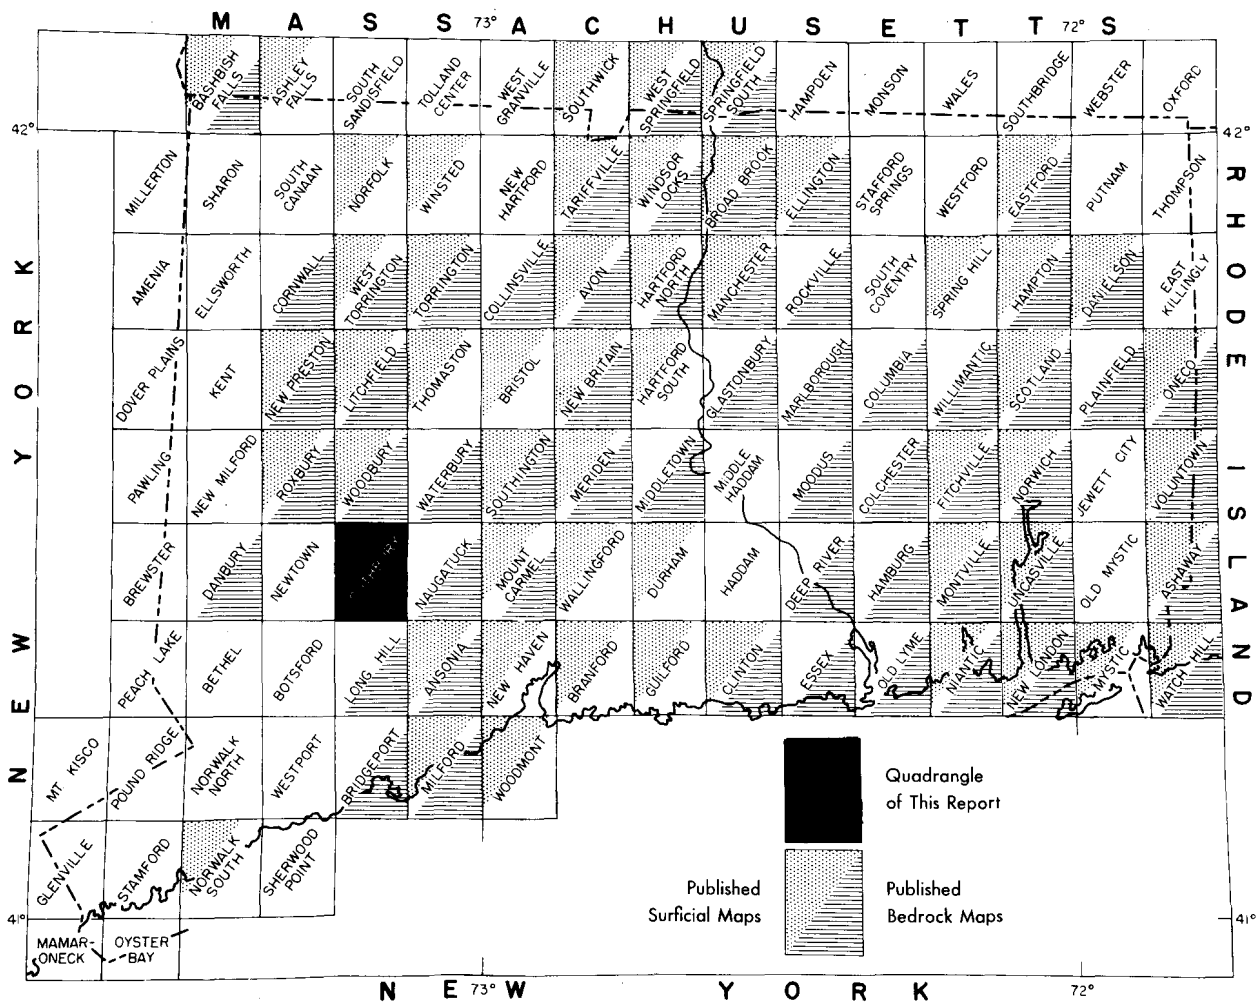 M A S S A C H U S E T T S
73° 72°
BASHBISH FALLS
ASHLEY FALLS
SOUTH SANDISFIELD
TOLLAND CENTER
WEST GRANVILLE
SOUTHWICK
WEST SPRINGFIELD
SPRINGFIELD SOUTH
HAMPDEN
MONSON
WALES
SOUTHBRIDGE
WEBSTER
OXFORD
42° 42°
MILLERTON
SHARON
SOUTH CANAAN
NORFOLK
WINSTED
NEW HARTFORD
TARIFFVILLE
WINDSOR LOCKS
BROAD BROOK
ELLINGTON
STAFFORD SPRINGS
WESTFORD
EASTFORD
PUTNAM
THOMPSON
AMENIA
ELLSWORTH
CORNWALL
WEST TORRINGTON
TORRINGTON
COLLINSVILLE
AVON
HARTFORD NORTH
MANCHESTER
ROCKVILLE
SOUTH COVENTRY
SPRING HILL
HAMPTON
DANIELSON
EAST KILLINGLY
DOVER PLAINS
KENT
NEW PRESTON
LITCHFIELD
THOMASTON
BRISTOL
NEW BRITAIN
HARTFORD SOUTH
GLASTONBURY
MARLBOROUGH
COLUMBIA
WILLIMANTIC
SCOTLAND
PLAINFIELD
ONECO
PAWLING
NEW MILFORD
ROXBURY
WOODBURY
WATERBURY
SOUTHINGTON
MERIDEN
MIDDLETOWN
MIDDLE HADDAM
MOODUS
COLCHESTER
FITCHVILLE
NORWICH
JEWETT CITY
VOLUNTOWN
BREWSTER
DANBURY
NEWTOWN
NAUGATUCK
MOUNT CARMEL
WALLINGFORD
DURHAM
HADDAM
DEEP RIVER
HAMBURG
MONTVILLE
UNCASVILLE
OLD MYSTIC
ASHAWAY
PEACH LAKE
BETHEL
BOTSFORD
LONG HILL
ANSONIA
NEW HAVEN
BRANFORD
GUILFORD
CLINTON
ESSEX
OLD LYME
NIANTIC
NEW LONDON
MYSTIC
WATCH HILL
MT KISCO
POUND RIDGE
NORWALK NORTH
WESTPORT
BRIDGEPORT
MILFORD
WOODMONT
GLENVILLE
STAMFORD
NORWALK SOUTH
SHERWOOD POINT
41° 41°
MAMAR-
ONECK
OYSTER
BAY
NEW YORK
RHODE ISLAND
Quadrangle
of This Report
Published
Surficial Maps
Published
Bedrock Maps
N E 73° W Y O R K 72°